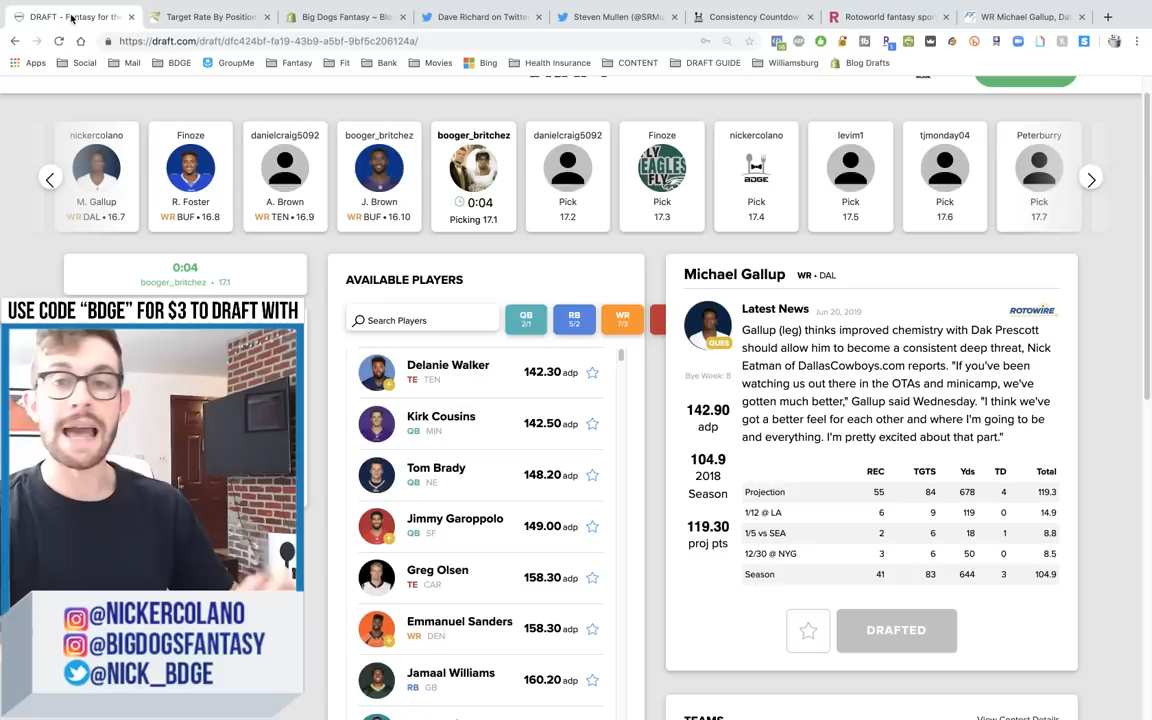 DRAFT - Fantasy for the
Target Rate By Position
Big Dogs Fantasy ~ Blo
Dave Richard on Twitte
Steven Mullen (@SRMu
Consistency Countdow
Rotoworld fantasy spor
WR Michael Gallup, Dal
https://draft.com/draft/dfc424bf-fa19-43b9-a5bf-9bf5c206124a/
Apps
Social
Mail
BDGE
GroupMe
Fantasy
Fit
Bank
Movies
Bing
Health Insurance
CONTENT
DRAFT GUIDE
Williamsburg
Blog Drafts
nickercolano
M. Gallup
WR DAL • 16.7
Finoze
R. Foster
WR BUF • 16.8
danielcraig5092
A. Brown
WR TEN • 16.9
booger_britchez
J. Brown
WR BUF • 16.10
booger_britchez
0:04
Picking 17.1
danielcraig5092
Pick
17.2
Finoze
FLY
EAGLES
FLY
Pick
17.3
nickercolano
BDGE
Pick
17.4
levim1
Pick
17.5
tjmonday04
Pick
17.6
Peterburry
Pick
17.7
0:04
booger_britchez • 17.1
USE CODE "BDGE" FOR $3 TO DRAFT WITH
@NICKERCOLANO
@BIGDOGSFANTASY
@NICK_BDGE
AVAILABLE PLAYERS
Search Players
QB
2/1
RB
5/2
WR
7/3
Delanie Walker
TE TEN
142.30 adp
Kirk Cousins
QB MIN
142.50 adp
Tom Brady
QB NE
148.20 adp
Jimmy Garoppolo
QB SF
149.00 adp
Greg Olsen
TE CAR
158.30 adp
Emmanuel Sanders
WR DEN
158.30 adp
Jamaal Williams
RB GB
160.20 adp
Michael Gallup WR • DAL
QUES
Bye Week: 8
142.90
adp
104.9
2018
Season
119.30
proj pts
Latest News Jun 20, 2019
ROTOWIRE
Gallup (leg) thinks improved chemistry with Dak Prescott
should allow him to become a consistent deep threat, Nick
Eatman of DallasCowboys.com reports. "If you've been
watching us out there in the OTAs and minicamp, we've
gotten much better," Gallup said Wednesday. "I think we've
got a better feel for each other and where I'm going to be
and everything. I'm pretty excited about that part."
REC TGTS Yds TD Total
Projection 55 84 678 4 119.3
1/12 @ LA 6 9 119 0 14.9
1/5 vs SEA 2 6 18 1 8.8
12/30 @ NYG 3 6 50 0 8.5
Season 41 83 644 3 104.9
DRAFTED
TEAMS
View Contest Details